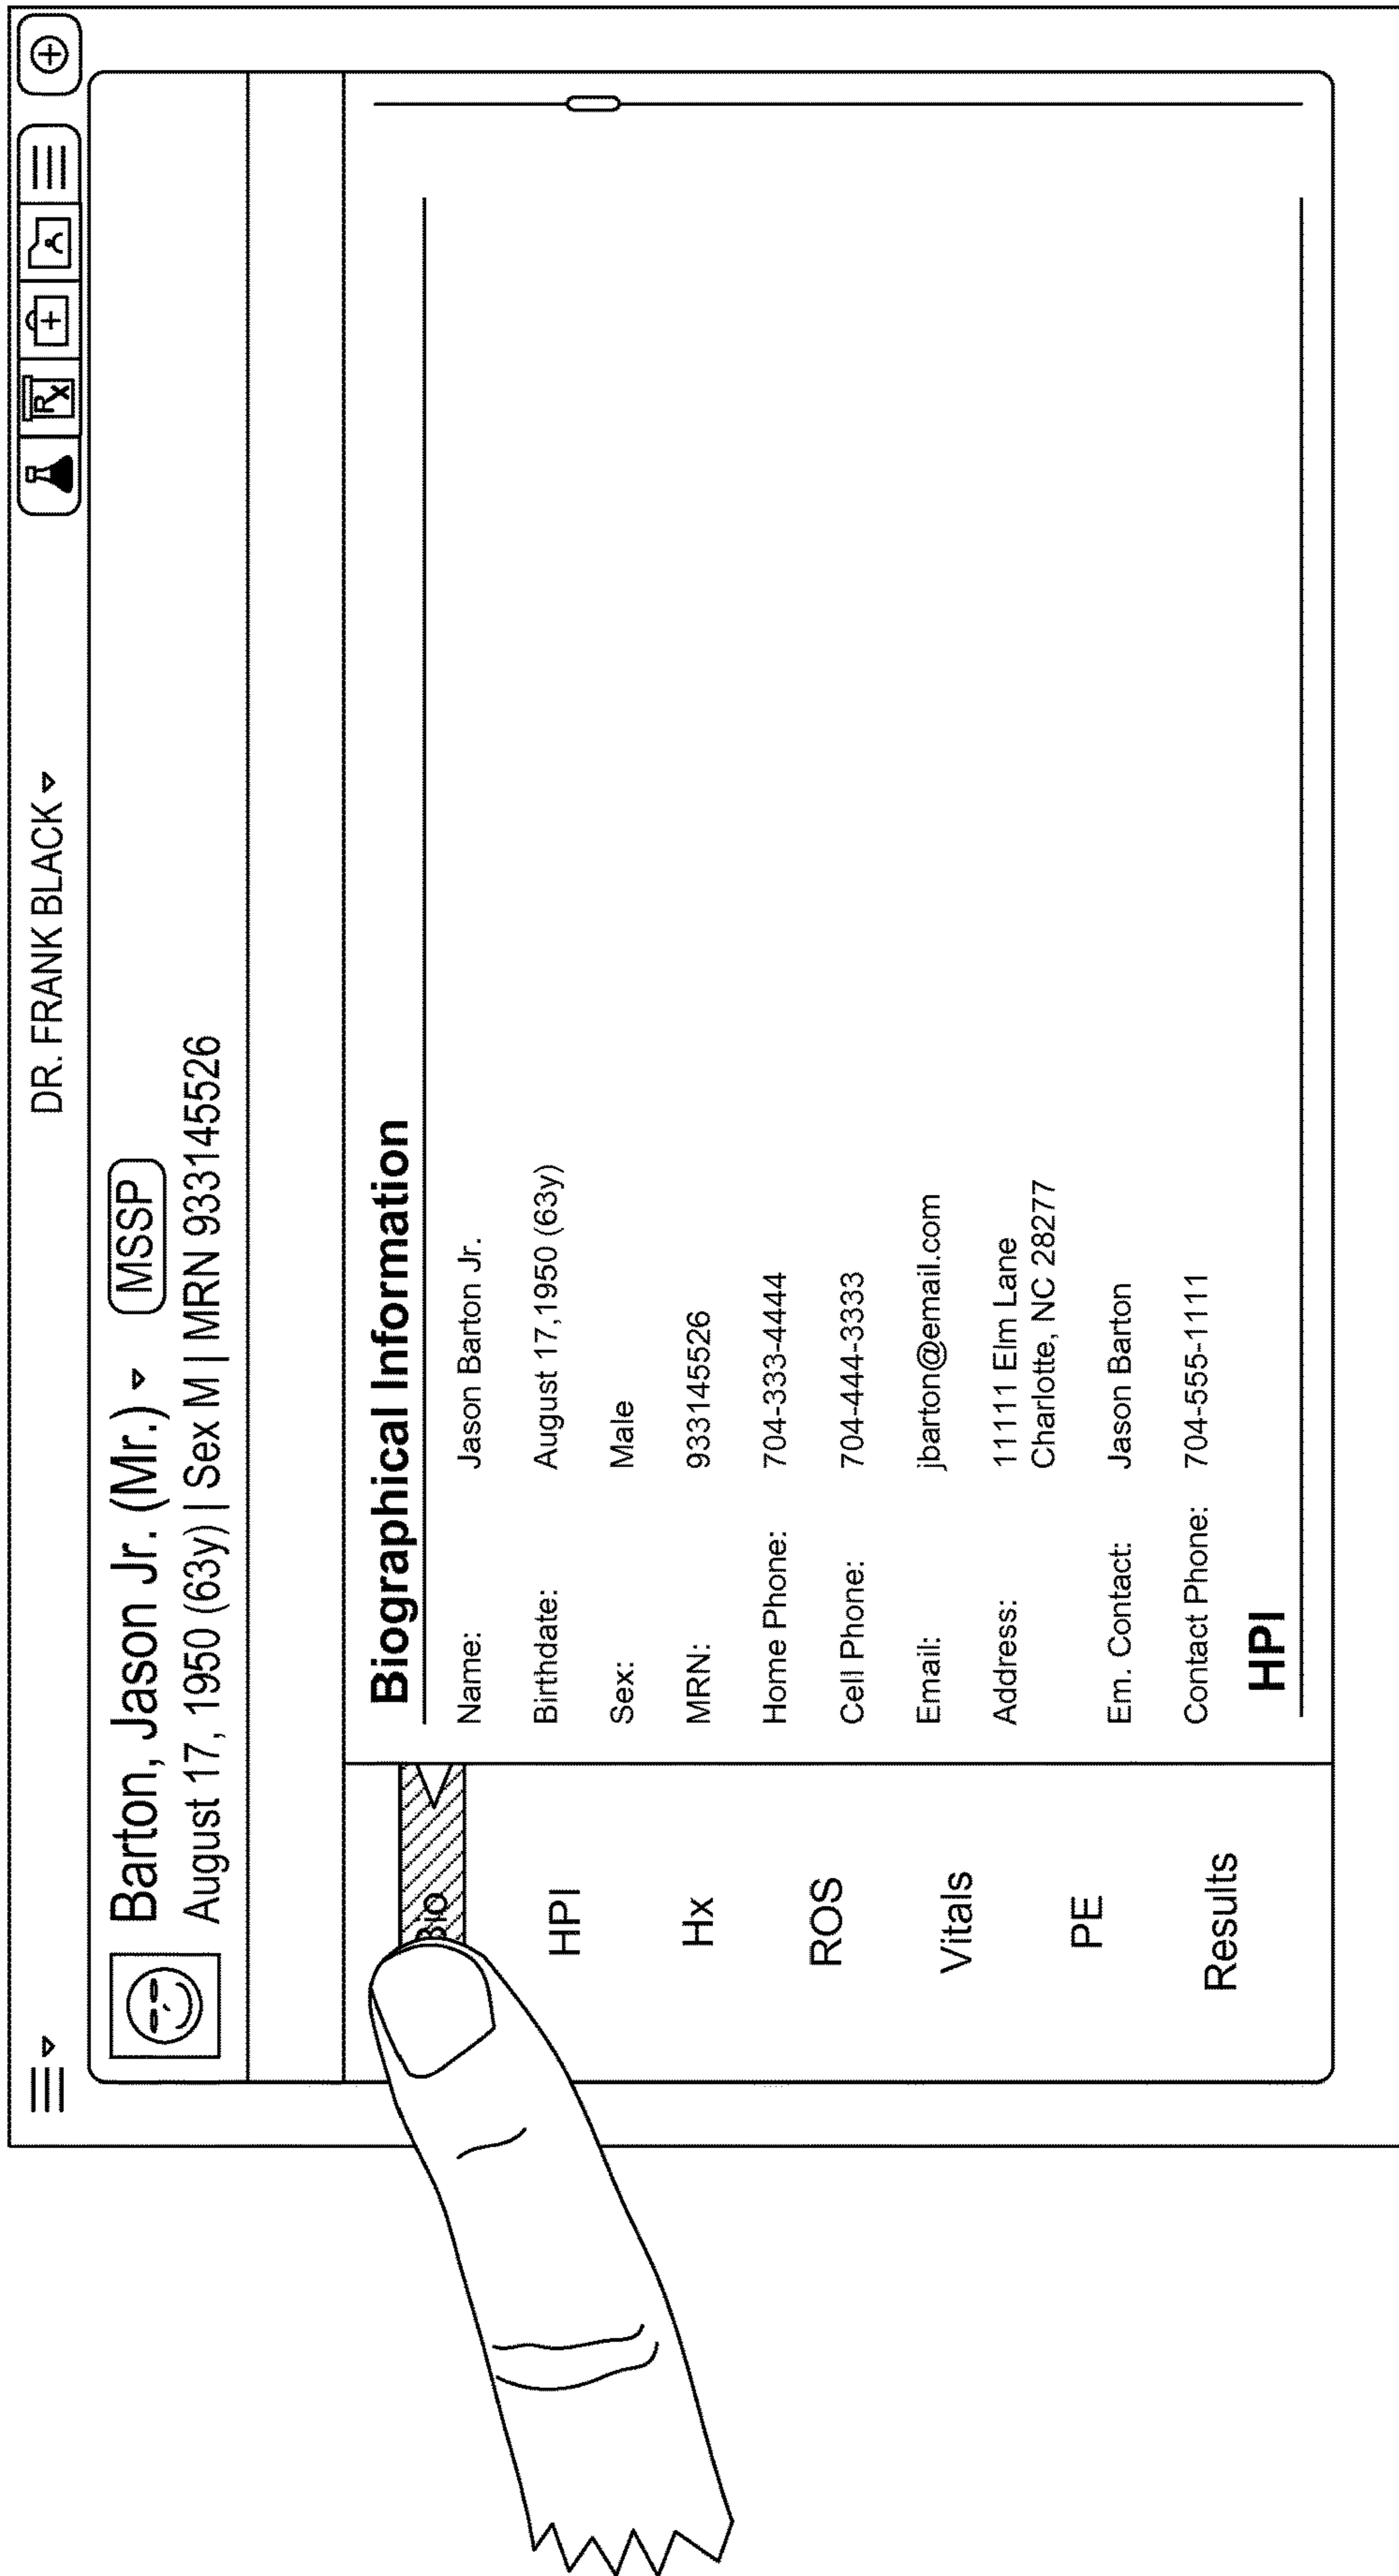 DR. FRANK BLACK
Rx
Barton, Jason Jr. (Mr.) MSSP
August 17, 1950 (63y) | Sex M | MRN 933145526
Bio
HPI
Hx
ROS
Vitals
PE
Results
Biographical Information
Name: Jason Barton Jr.
Birthdate: August 17,1950 (63y)
Sex: Male
MRN: 933145526
Home Phone: 704-333-4444
Cell Phone: 704-444-3333
Email: jbarton@email.com
Address: 11111 Elm Lane
Charlotte, NC 28277
Em. Contact: Jason Barton
Contact Phone: 704-555-1111
HPI